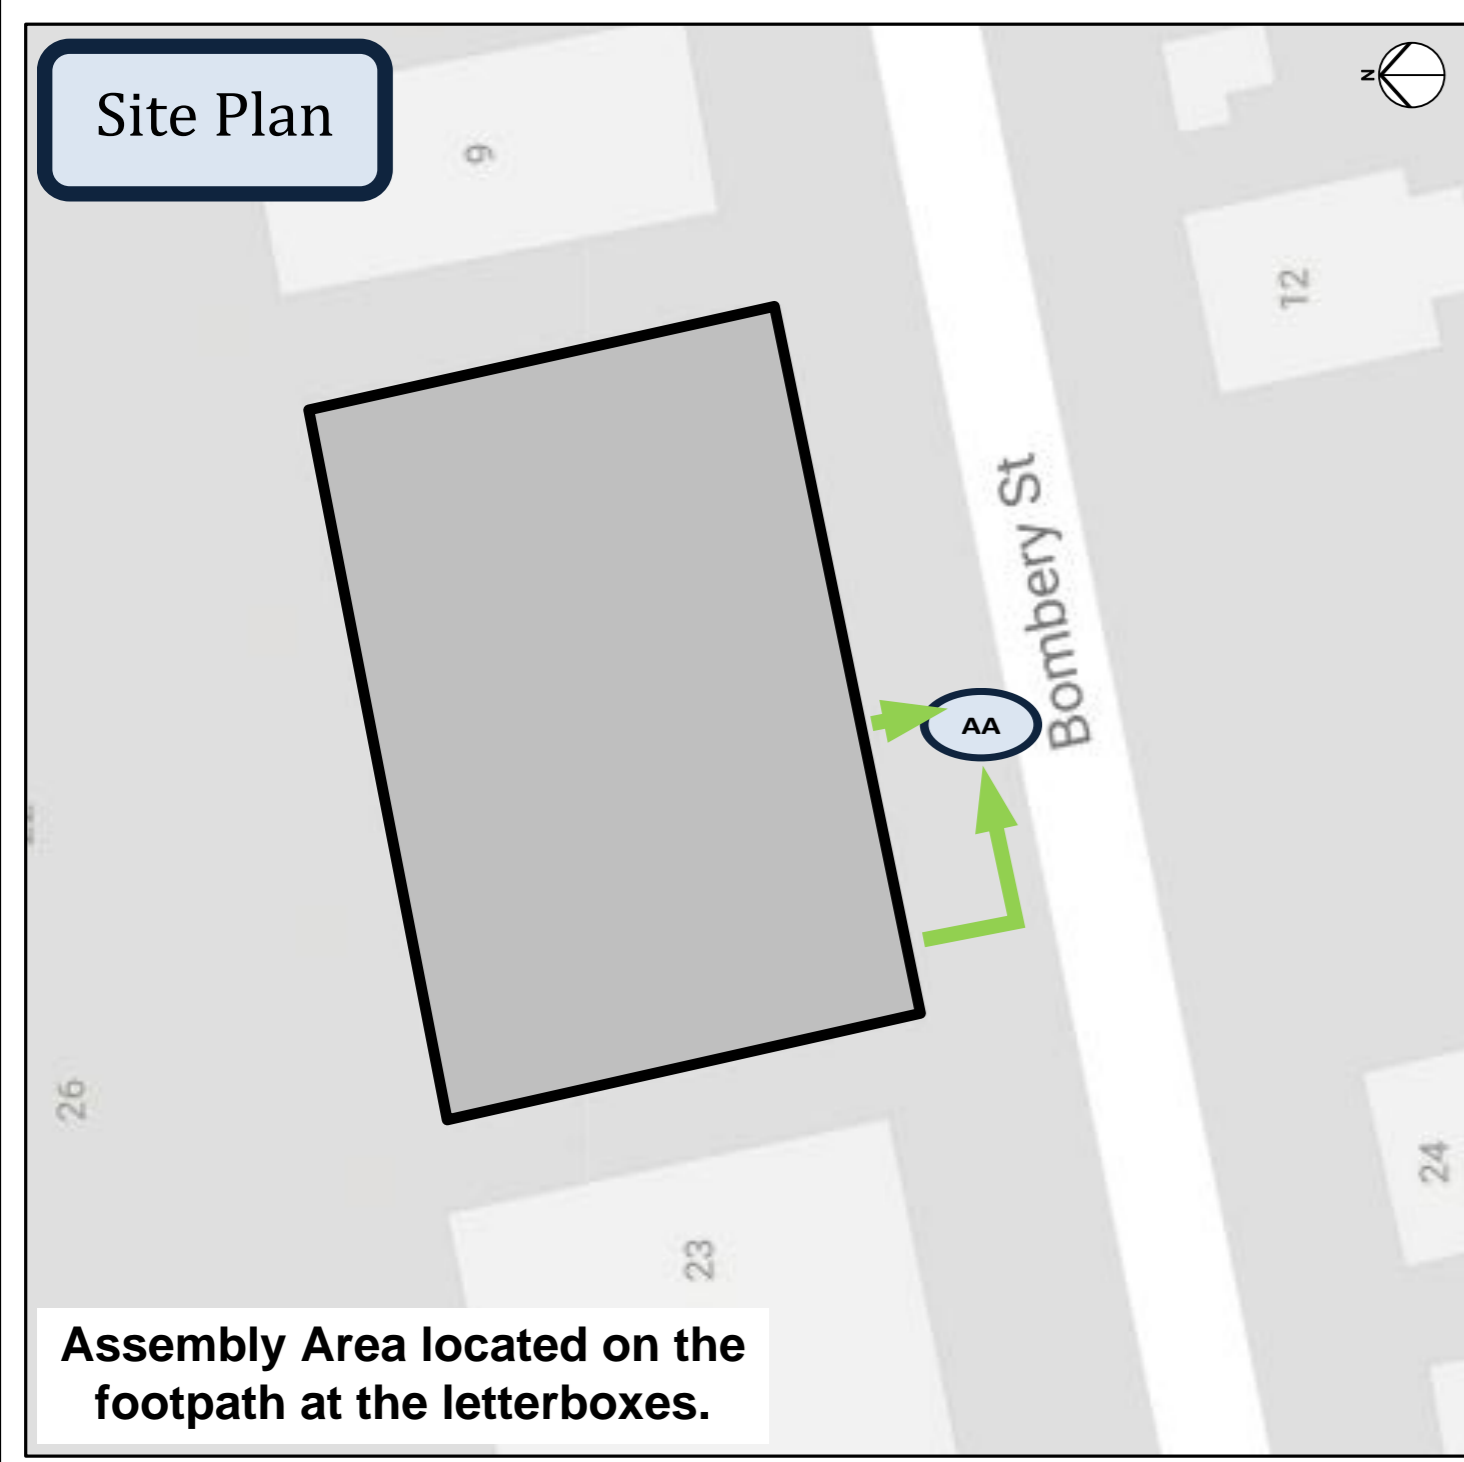 Site Plan
N
9
12
Bombery St
AA
26
24
23
Assembly Area located on the
footpath at the letterboxes.